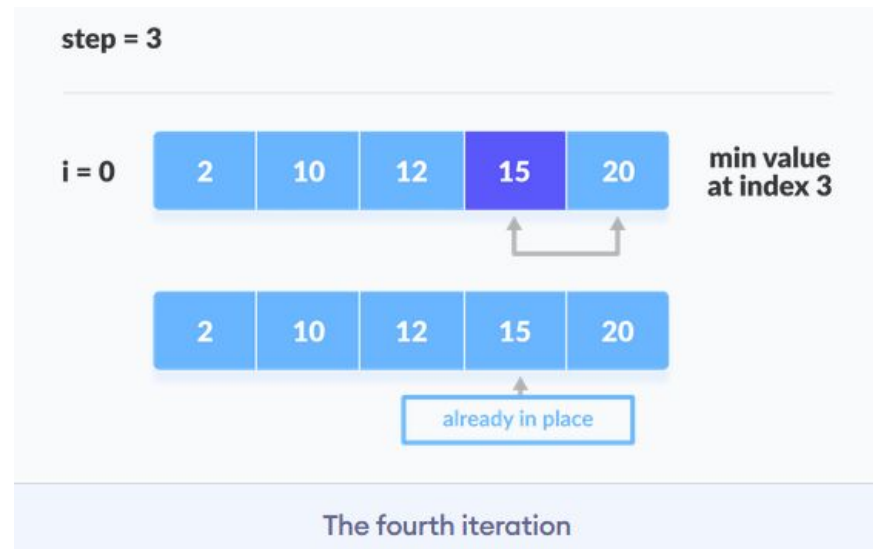 step = 3
i = 0 2 10 12 15 20 min value
at index 3
2 10 12 15 20
already in place
The fourth iteration